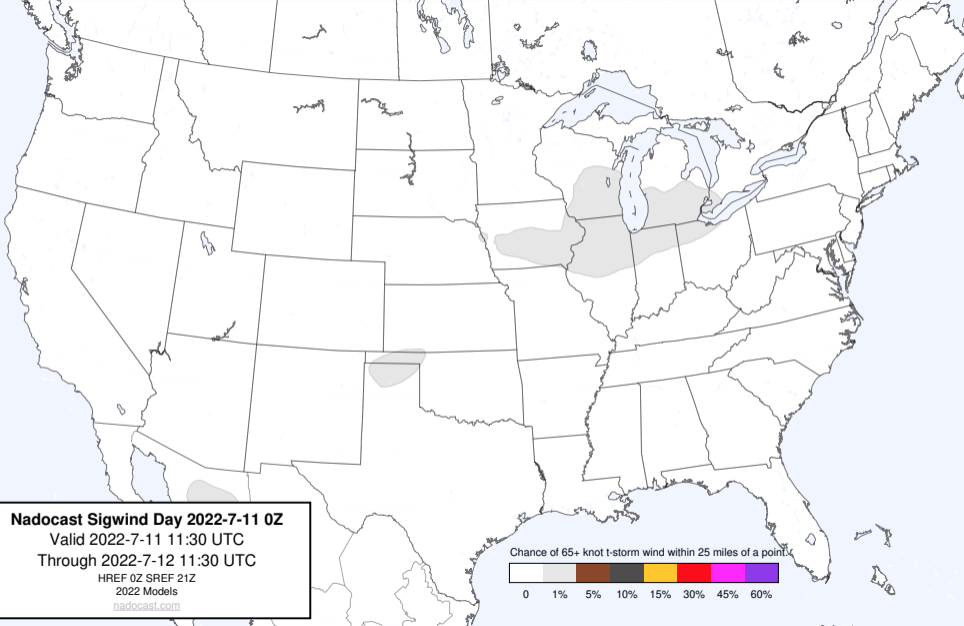 Nadocast Sigwind Day 2022-7-11 0Z
Valid 2022-7-11 11:30 UTC
Through 2022-7-12 11:30 UTC
HREF 0Z SREF 21Z
2022 Models
nadocast.com
Chance of 65+ knot t-storm wind within 25 miles of a point.
0 1% 5% 10% 15% 30% 45% 60%